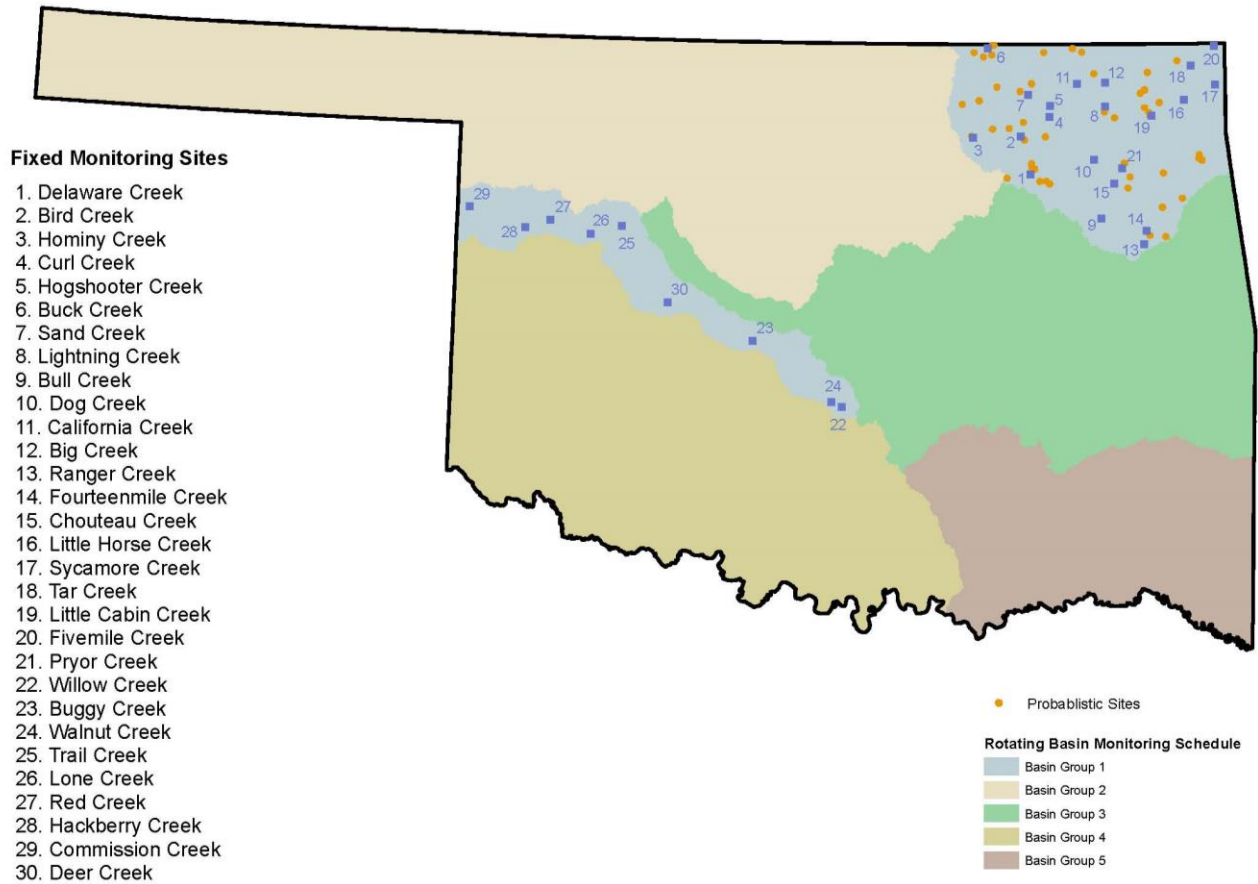 Fixed Monitoring Sites
1. Delaware Creek
2. Bird Creek
3. Hominy Creek
4. Curl Creek
5. Hogshooter Creek
6. Buck Creek
7. Sand Creek
8. Lightning Creek
9. Bull Creek
10. Dog Creek
11. California Creek
12. Big Creek
13. Ranger Creek
14. Fourteenmile Creek
15. Chouteau Creek
16. Little Horse Creek
17. Sycamore Creek
18. Tar Creek
19. Little Cabin Creek
20. Fivemile Creek
21. Pryor Creek
22. Willow Creek
23. Buggy Creek
24. Walnut Creek
25. Trail Creek
26. Lone Creek
27. Red Creek
28. Hackberry Creek
29. Commission Creek
30. Deer Creek
6
20
18
11
12
17
7
5
16
8
4
19
2
3
10
21
1
15
29
27
26
9
14
28
25
13
30
23
24
22
Probablistic Sites
Rotating Basin Monitoring Schedule
Basin Group 1
Basin Group 2
Basin Group 3
Basin Group 4
Basin Group 5